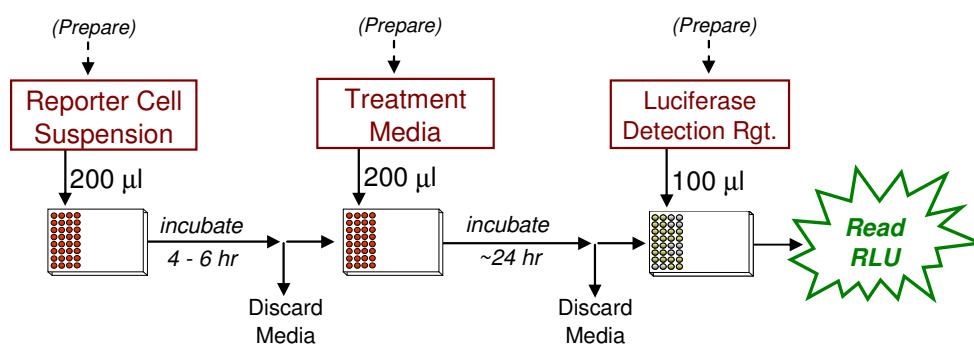 (Prepare)
(Prepare)
(Prepare)
Reporter Cell
Suspension
Treatment
Media
Luciferase
Detection Rgt.
200 µl
200 µl
100 µl
incubate
4 - 6 hr
incubate
~24 hr
Read
RLU
Discard
Media
Discard
Media